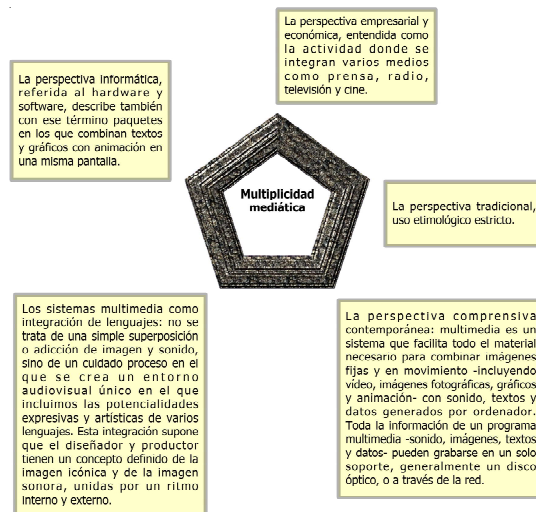 La perspectiva empresarial y
económica, entendida como
la actividad donde se
integran varios medios
como prensa, radio,
televisión y cine.
La perspectiva informática,
referida al hardware y
software, describe también
con ese término paquetes
en los que combinan textos
y gráficos con animación en
una misma pantalla.
Multiplicidad
mediática
La perspectiva tradicional,
uso etimológico estricto.
Los sistemas multimedia como
integración de lenguajes: no se
trata de una simple superposición
o adicción de imagen y sonido,
sino de un cuidado proceso en el
que se crea un entorno
audiovisual único en el que
incluimos las potencialidades
expresivas y artísticas de varios
lenguajes. Esta integración supone
que el diseñador y productor
tienen un concepto definido de la
imagen icónica y de la imagen
sonora, unidas por un ritmo
interno y externo.
La perspectiva comprensiva
contemporánea: multimedia es un
sistema que facilita todo el material
necesario para combinar imágenes
fijas y en movimiento -incluyendo
vídeo, imágenes fotográficas, gráficos
y animación- con sonido, textos y
datos generados por ordenador.
Toda la información de un programa
multimedia -sonido, imágenes, textos
y datos- pueden grabarse en un solo
soporte, generalmente un disco
óptico, o a través de la red.